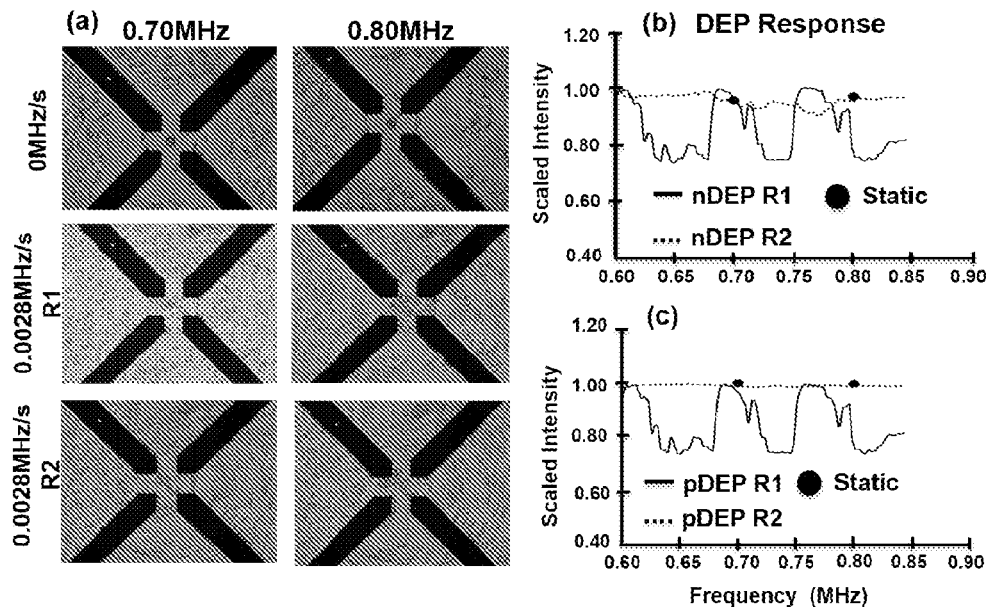 (a)
0.70MHz 0.80MHz
0MHz/s
0.0028MHz/s
R1
0.0028MHz/s
R2
(b) DEP Response
Scaled Intensity
1.20
1.00
0.80
0.60
0.40
nDEP R1 Static
nDEP R2
0.60 0.65 0.70 0.75 0.80 0.85 0.90
(c)
Scaled Intensity
1.20
1.00
0.80
0.60
0.40
pDEP R1 Static
pDEP R2
0.60 0.65 0.70 0.75 0.80 0.85 0.90
Frequency (MHz)